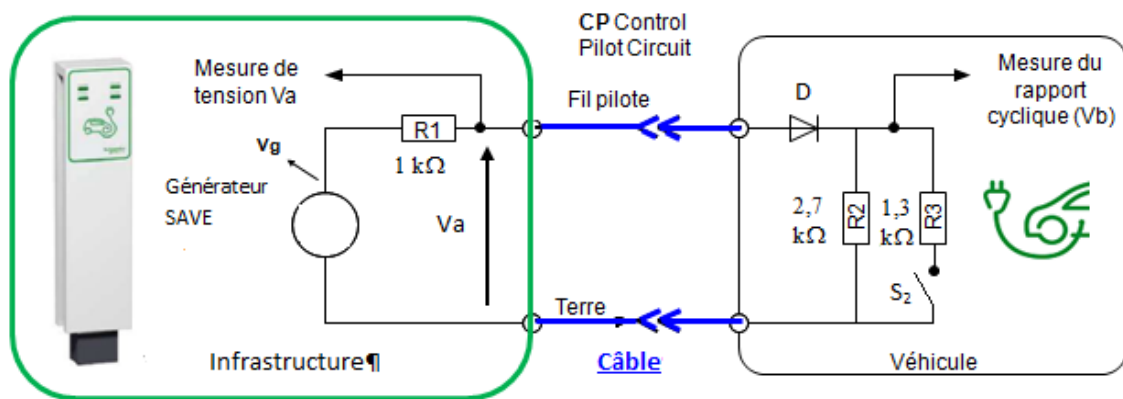 CP Control
Pilot Circuit
Mesure de
tension Va
Fil pilote
D
Mesure du
rapport
cyclique (Vb)
R1
1 kΩ
vg
Générateur
SAVE
Va
2,7
kΩ
R2
1,3
kΩ
R3
S2
Terre
Infrastructure¶
Câble
Véhicule